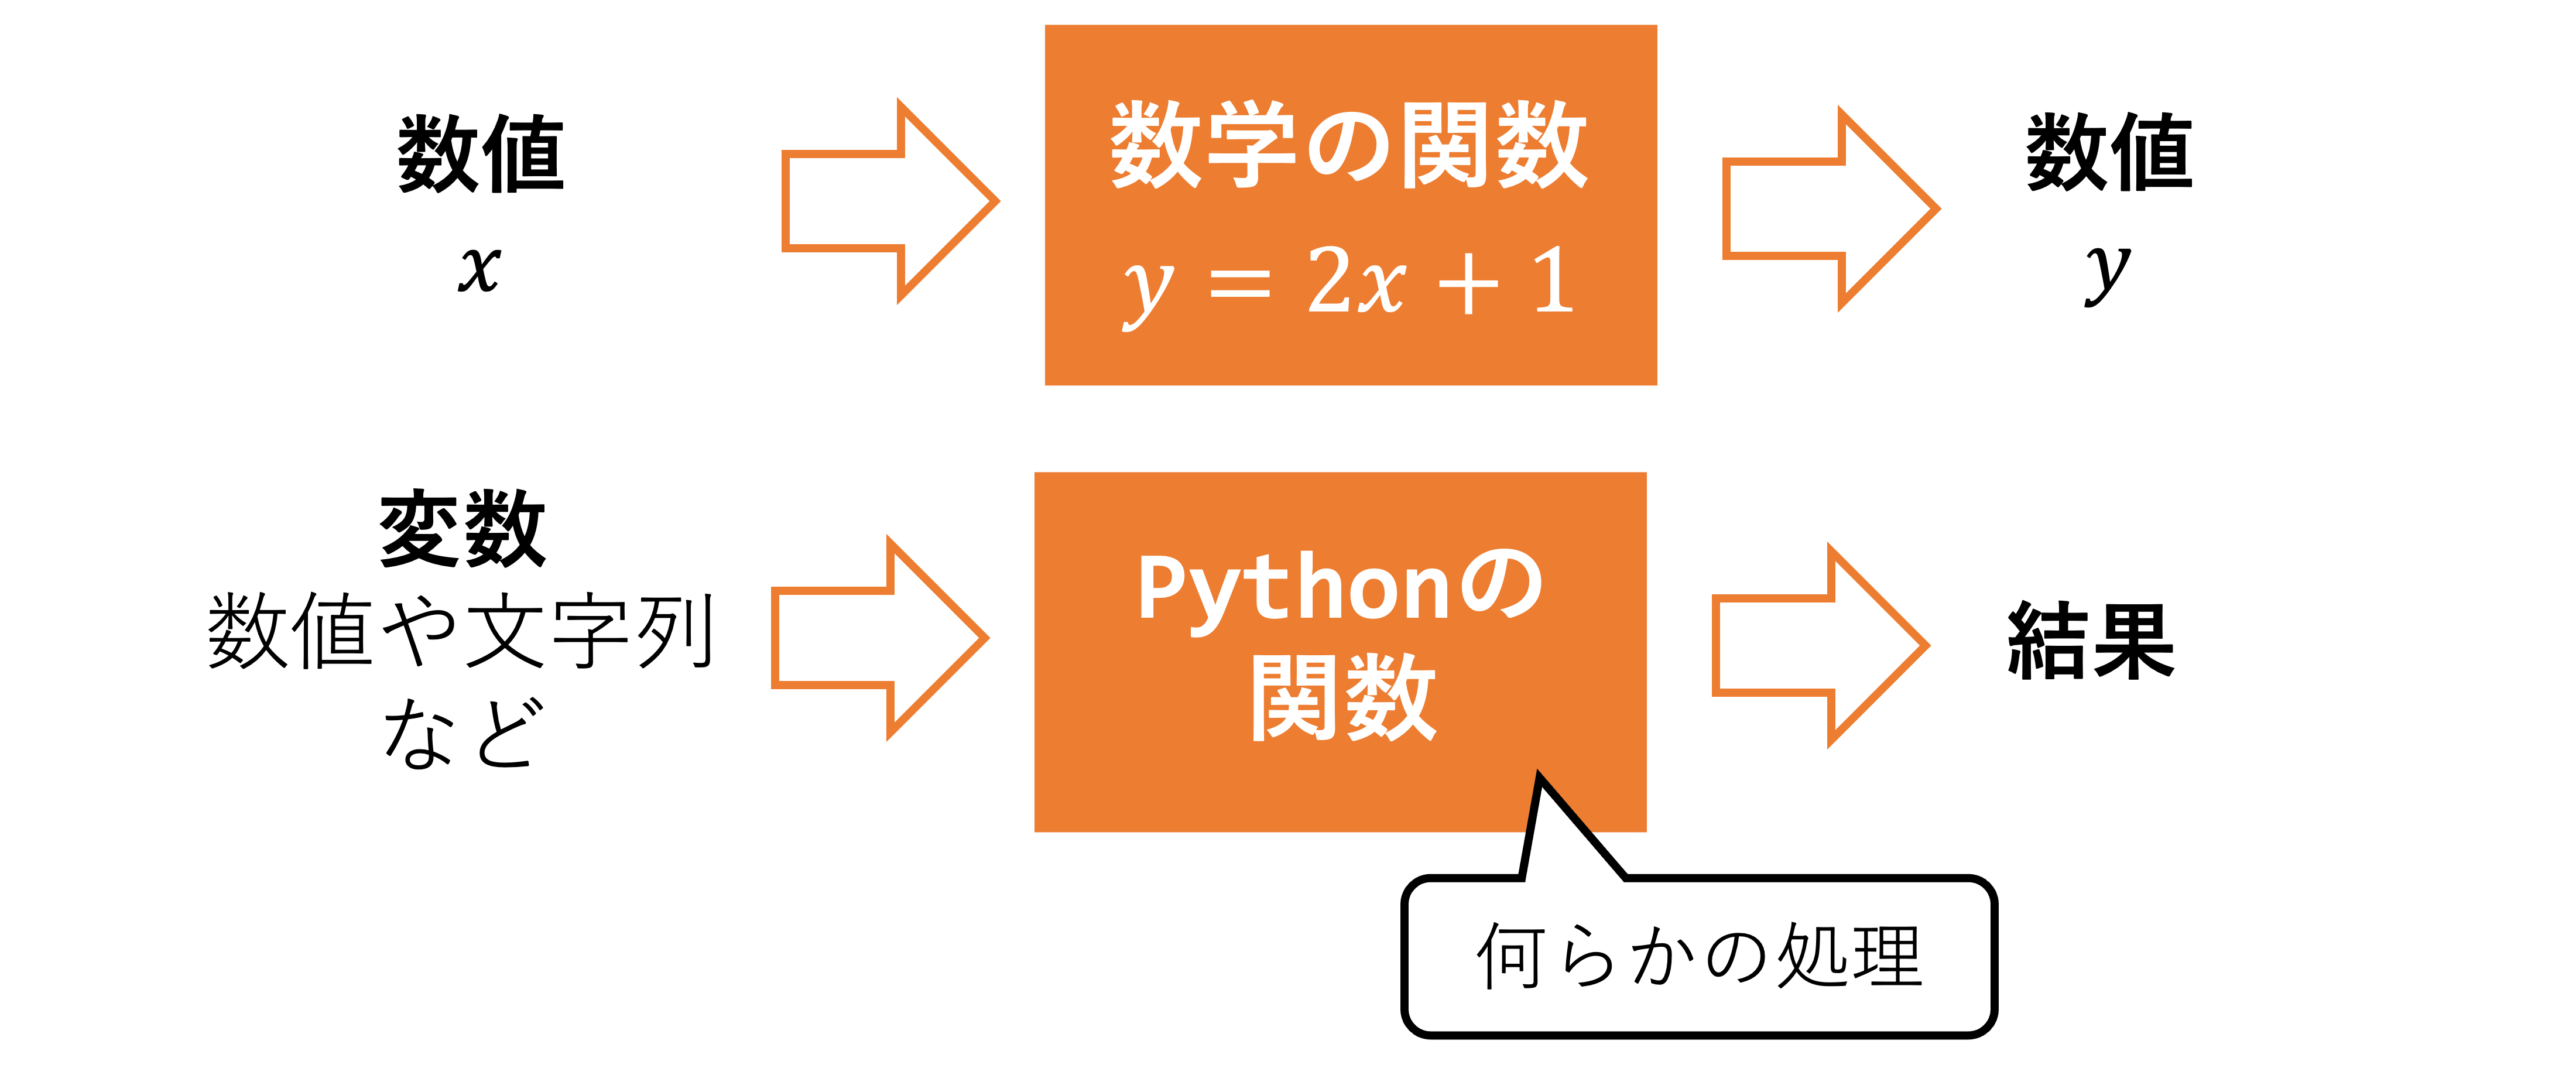 数値
x
数学の関数
y = 2x + 1
数値
y
変数
数値や文字列
など
Pythonの
関数
結果
何らかの処理